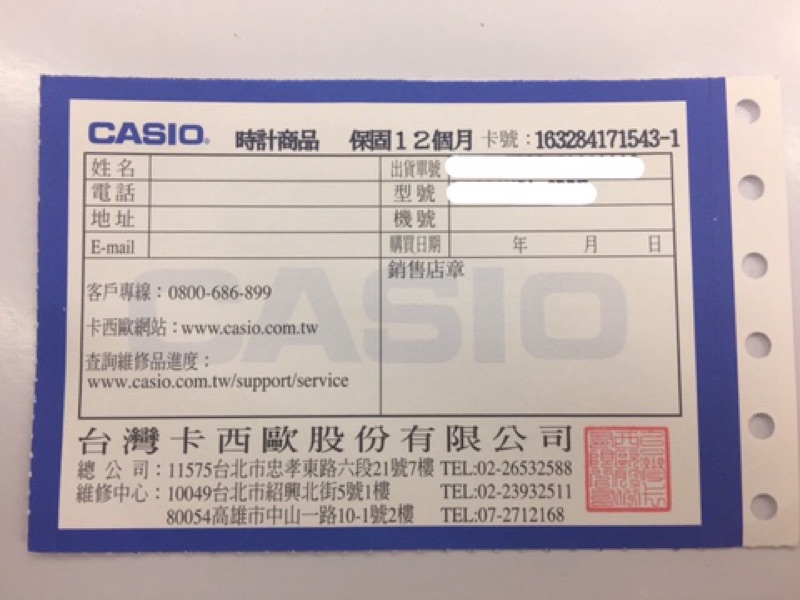 CASIO® 時計商品 保固12個月 卡號：163284171543-1
姓名 出貨單號
電話 型號
地址 機號
E-mail 購買日期 年 月 日
銷售店章
客戶專線：0800-686-899
卡西歐網站：www.casio.com.tw
查詢維修品進度：
www.casio.com.tw/support/service
CASIO
台灣卡西歐股份有限公司
總公司：11575台北市忠孝東路六段21號7樓 TEL:02-26532588
維修中心：10049台北市紹興北街5號1樓 TEL:02-23932511
80054高雄市中山一路10-1號2樓 TEL:07-2712168